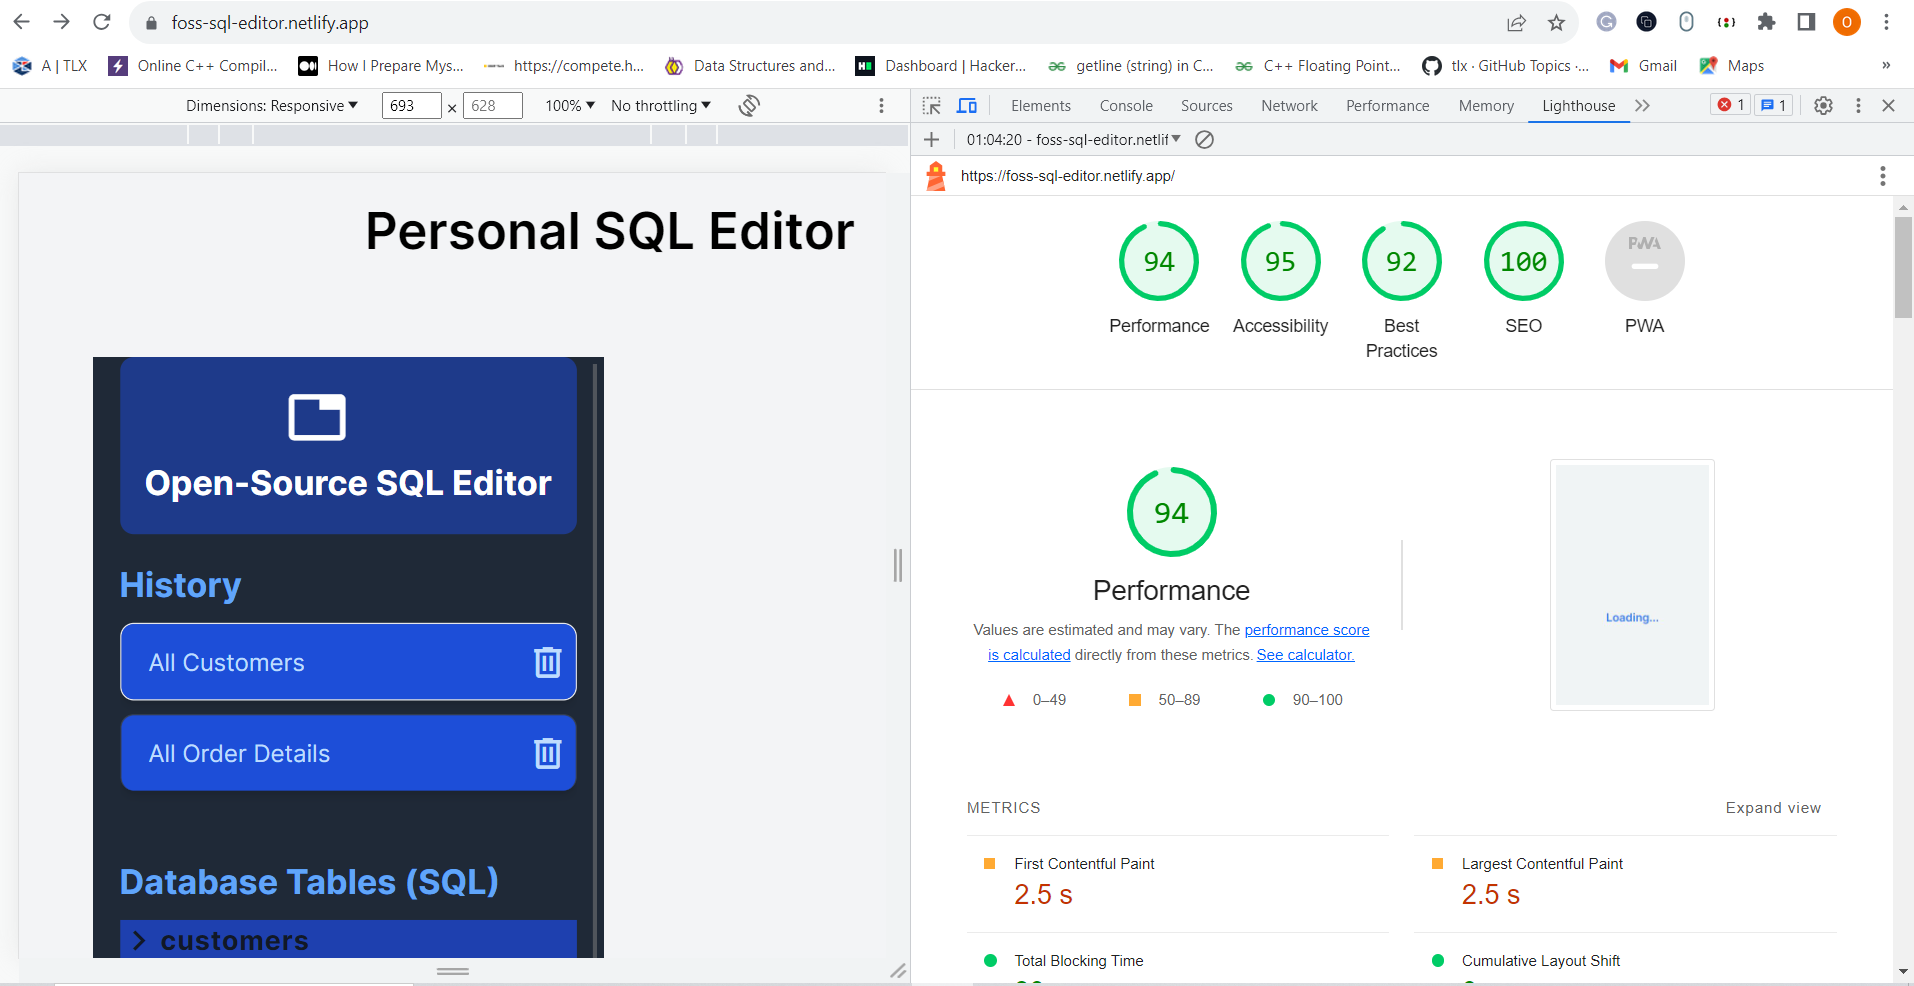 foss-sql-editor.netlify.app
O
A | TLX
Online C++ Compil...
How I Prepare Mys...
https://compete.h...
Data Structures and...
Dashboard | Hacker...
getline (string) in C...
C++ Floating Point...
tlx · GitHub Topics ·...
Gmail
Maps
»
Dimensions: Responsive
693 × 628
100%
No throttling
Elements
Console
Sources
Network
Performance
Memory
Lighthouse
1
1
01:04:20 - foss-sql-editor.netlif
https://foss-sql-editor.netlify.app/
Personal SQL Editor
Open-Source SQL Editor
History
All Customers
All Order Details
Database Tables (SQL)
customers
94
Performance
95
Accessibility
92
Best
Practices
100
SEO
PWA
PWA
94
Performance
Values are estimated and may vary. The performance score
is calculated directly from these metrics. See calculator.
0–49
50–89
90–100
Loading...
METRICS
Expand view
First Contentful Paint
2.5 s
Largest Contentful Paint
2.5 s
Total Blocking Time
Cumulative Layout Shift